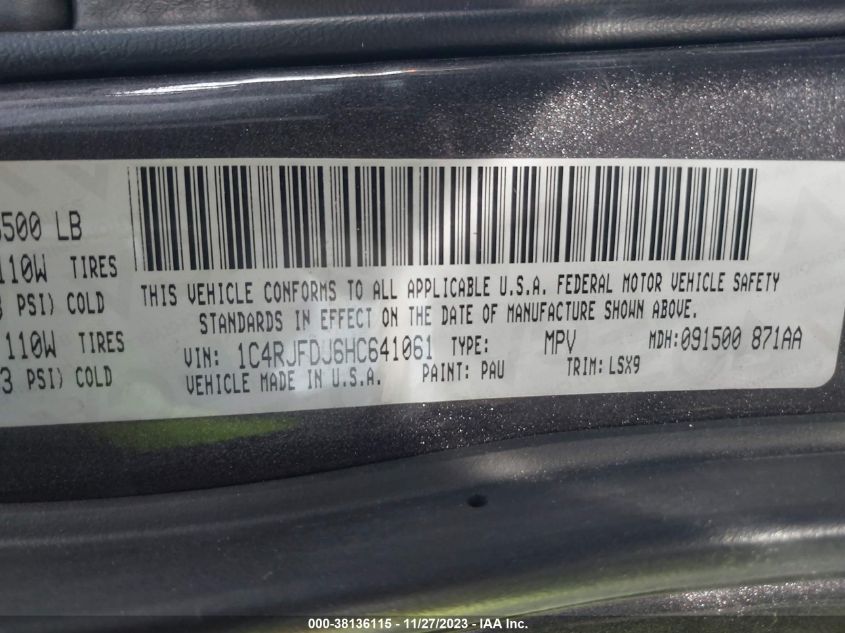 500 LB
110W TIRES
PSI) COLD
110W TIRES
3 PSI) COLD
THIS VEHICLE CONFORMS TO ALL APPLICABLE U.S.A. FEDERAL MOTOR VEHICLE SAFETY
STANDARDS IN EFFECT ON THE DATE OF MANUFACTURE SHOWN ABOVE.
VIN: 1C4RJFDJ6HC641061 TYPE: MPV MDH:091500 871AA
VEHICLE MADE IN U.S.A. PAINT: PAU TRIM: LSX9
000-38136115 - 11/27/2023 - IAA Inc.